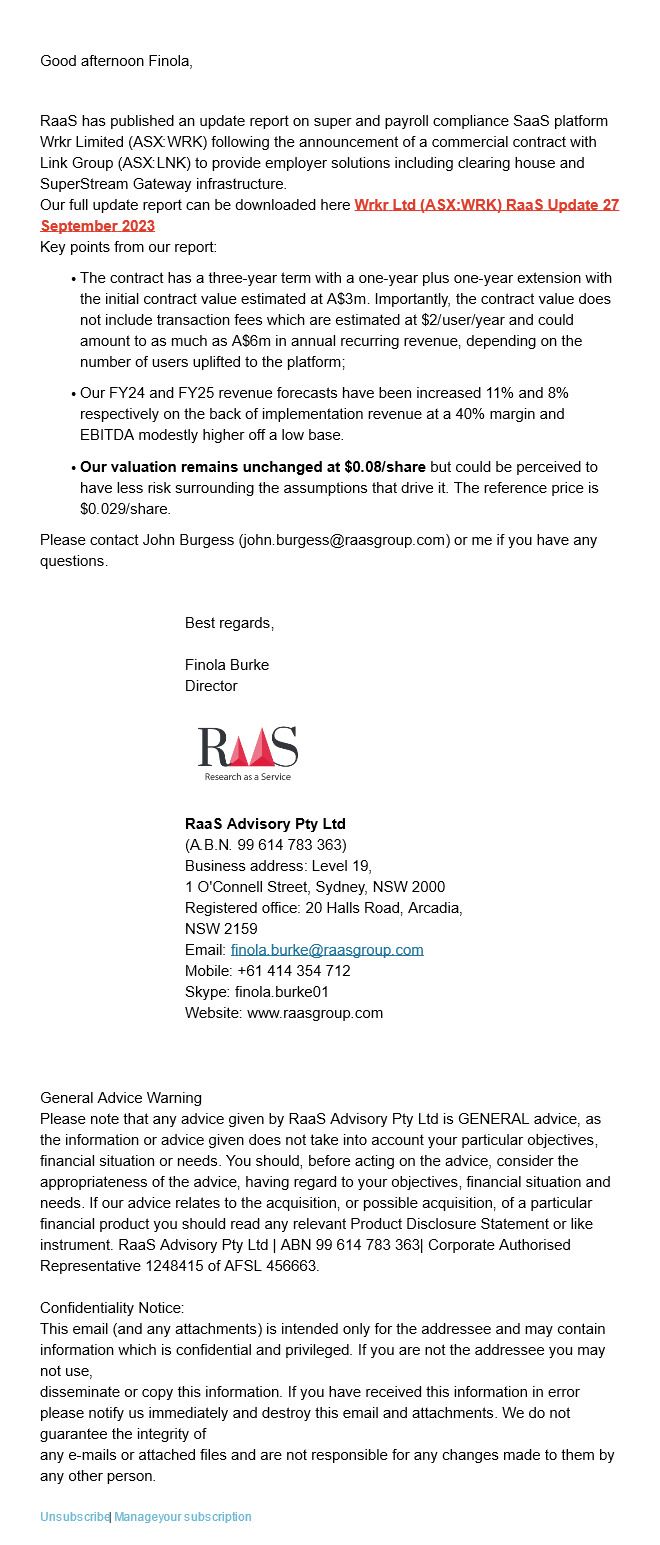 Good afternoon Finola,
RaaS has published an update report on super and payroll compliance SaaS platform
Wrkr Limited (ASX:WRK) following the announcement of a commercial contract with
Link Group (ASX:LNK) to provide employer solutions including clearing house and
SuperStream Gateway infrastructure.
Our full update report can be downloaded here Wrkr Ltd (ASX:WRK) RaaS Update 27
September 2023
Key points from our report:
• The contract has a three-year term with a one-year plus one-year extension with
the initial contract value estimated at A$3m. Importantly, the contract value does
not include transaction fees which are estimated at $2/user/year and could
amount to as much as A$6m in annual recurring revenue, depending on the
number of users uplifted to the platform;
• Our FY24 and FY25 revenue forecasts have been increased 11% and 8%
respectively on the back of implementation revenue at a 40% margin and
EBITDA modestly higher off a low base.
• Our valuation remains unchanged at $0.08/share but could be perceived to
have less risk surrounding the assumptions that drive it. The reference price is
$0.029/share.
Please contact John Burgess (john.burgess@raasgroup.com) or me if you have any
questions.
Best regards,
Finola Burke
Director
RAAS
Research as a Service
RaaS Advisory Pty Ltd
(A.B.N. 99 614 783 363)
Business address: Level 19,
1 O'Connell Street, Sydney, NSW 2000
Registered office: 20 Halls Road, Arcadia,
NSW 2159
Email: finola.burke@raasgroup.com
Mobile: +61 414 354 712
Skype: finola.burke01
Website: www.raasgroup.com
General Advice Warning
Please note that any advice given by RaaS Advisory Pty Ltd is GENERAL advice, as
the information or advice given does not take into account your particular objectives,
financial situation or needs. You should, before acting on the advice, consider the
appropriateness of the advice, having regard to your objectives, financial situation and
needs. If our advice relates to the acquisition, or possible acquisition, of a particular
financial product you should read any relevant Product Disclosure Statement or like
instrument. RaaS Advisory Pty Ltd | ABN 99 614 783 363| Corporate Authorised
Representative 1248415 of AFSL 456663.
Confidentiality Notice:
This email (and any attachments) is intended only for the addressee and may contain
information which is confidential and privileged. If you are not the addressee you may
not use,
disseminate or copy this information. If you have received this information in error
please notify us immediately and destroy this email and attachments. We do not
guarantee the integrity of
any e-mails or attached files and are not responsible for any changes made to them by
any other person.
Unsubscribe| Manageyour subscription